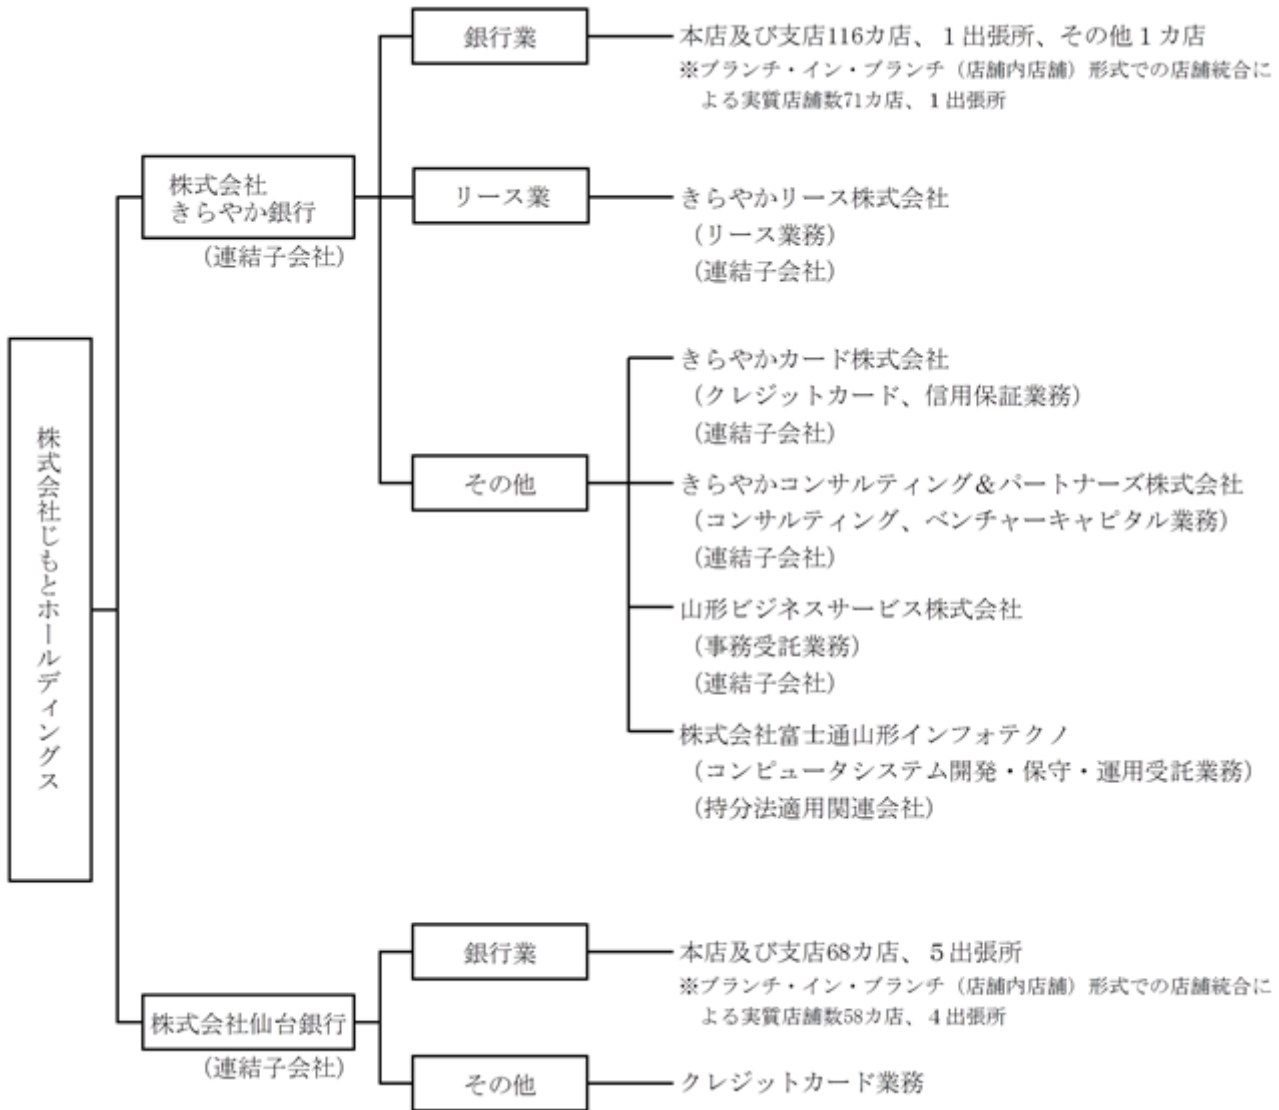 株式会社じもとホールディングス
株式会社
きらやか銀行
(連結子会社)
銀行業
本店及び支店116カ店、1出張所、その他1カ店
※ブランチ・イン・ブランチ(店舗内店舗)形式での店舗統合に
よる実質店舗数71カ店、1出張所
リース業
きらやかリース株式会社
(リース業務)
(連結子会社)
その他
きらやかカード株式会社
(クレジットカード、信用保証業務)
(連結子会社)
きらやかコンサルティング&パートナーズ株式会社
(コンサルティング、ベンチャーキャピタル業務)
(連結子会社)
山形ビジネスサービス株式会社
(事務受託業務)
(連結子会社)
株式会社富士通山形インフォテクノ
(コンピュータシステム開発・保守・運用受託業務)
(持分法適用関連会社)
株式会社仙台銀行
(連結子会社)
銀行業
本店及び支店68カ店、5出張所
※ブランチ・イン・ブランチ(店舗内店舗)形式での店舗統合に
よる実質店舗数58カ店、4出張所
その他
クレジットカード業務